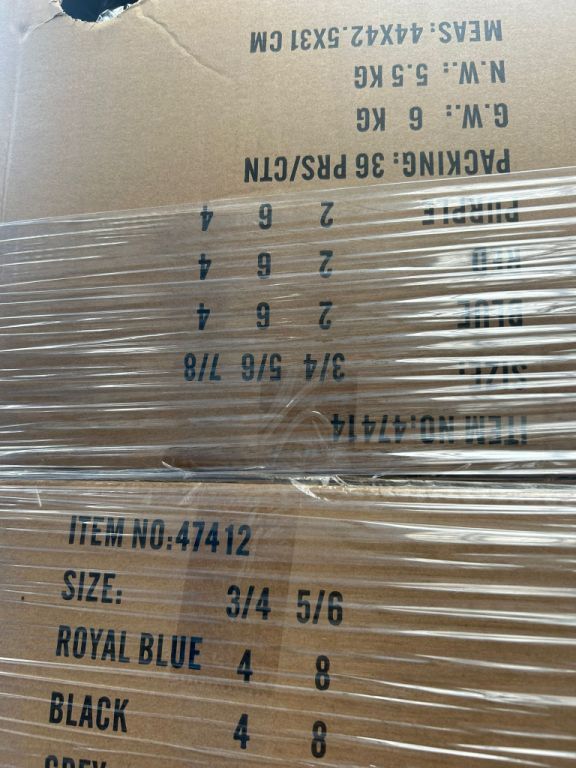 ITEM NO:47414
SIZE: 3/4 5/6 7/8
BLUE 2 6 4
RED 2 6 4
PURPLE 2 6 4
PACKING: 36 PRS/CTN
G.W.: 6 KG
N.W.: 5.5 KG
MEAS: 44X42.5X31 CM
ITEM NO:47412
SIZE: 3/4 5/6
ROYAL BLUE 4 8
BLACK 4 8
GREY